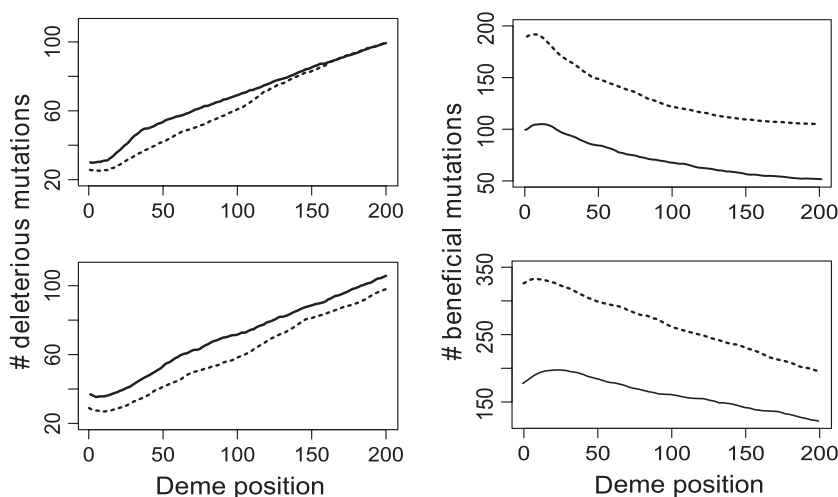 # deleterious mutations
# beneficial mutations
20 60 100
0 50 100 150 200
50 100 150 200
0 50 100 150 200
20 60 100
0 50 100 150 200
150 250 350
0 50 100 150 200
Deme position
Deme position